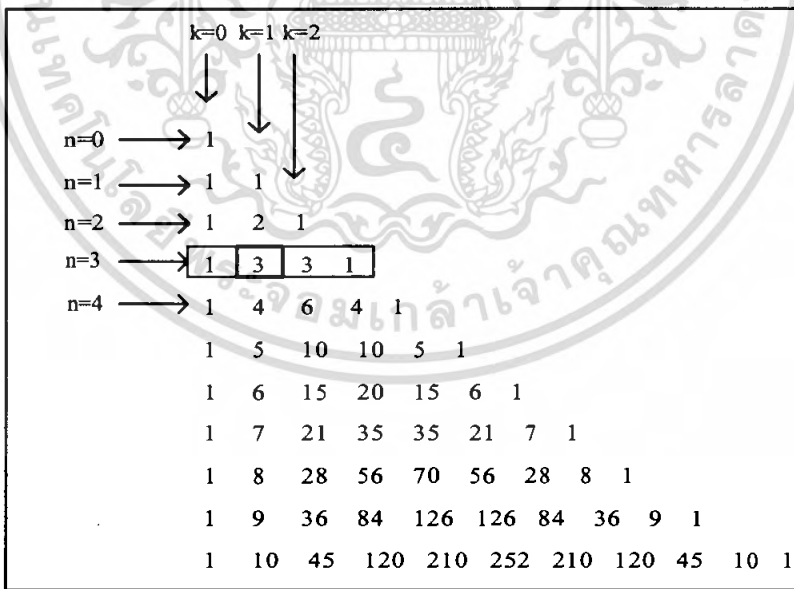 k=0 k=1 k=2
n=0 1
n=1 1 1
n=2 1 2 1
n=3 1 3 3 1
n=4 1 4 6 4 1
1 5 10 10 5 1
1 6 15 20 15 6 1
1 7 21 35 35 21 7 1
1 8 28 56 70 56 28 8 1
1 9 36 84 126 126 84 36 9 1
1 10 45 120 210 252 210 120 45 10 1